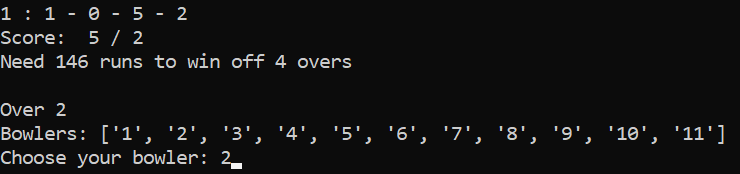 1 : 1 - 0 - 5 - 2
Score:  5 / 2
Need 146 runs to win off 4 overs
Over 2
Bowlers: ['1', '2', '3', '4', '5', '6', '7', '8', '9', '10', '11']
Choose your bowler: 2